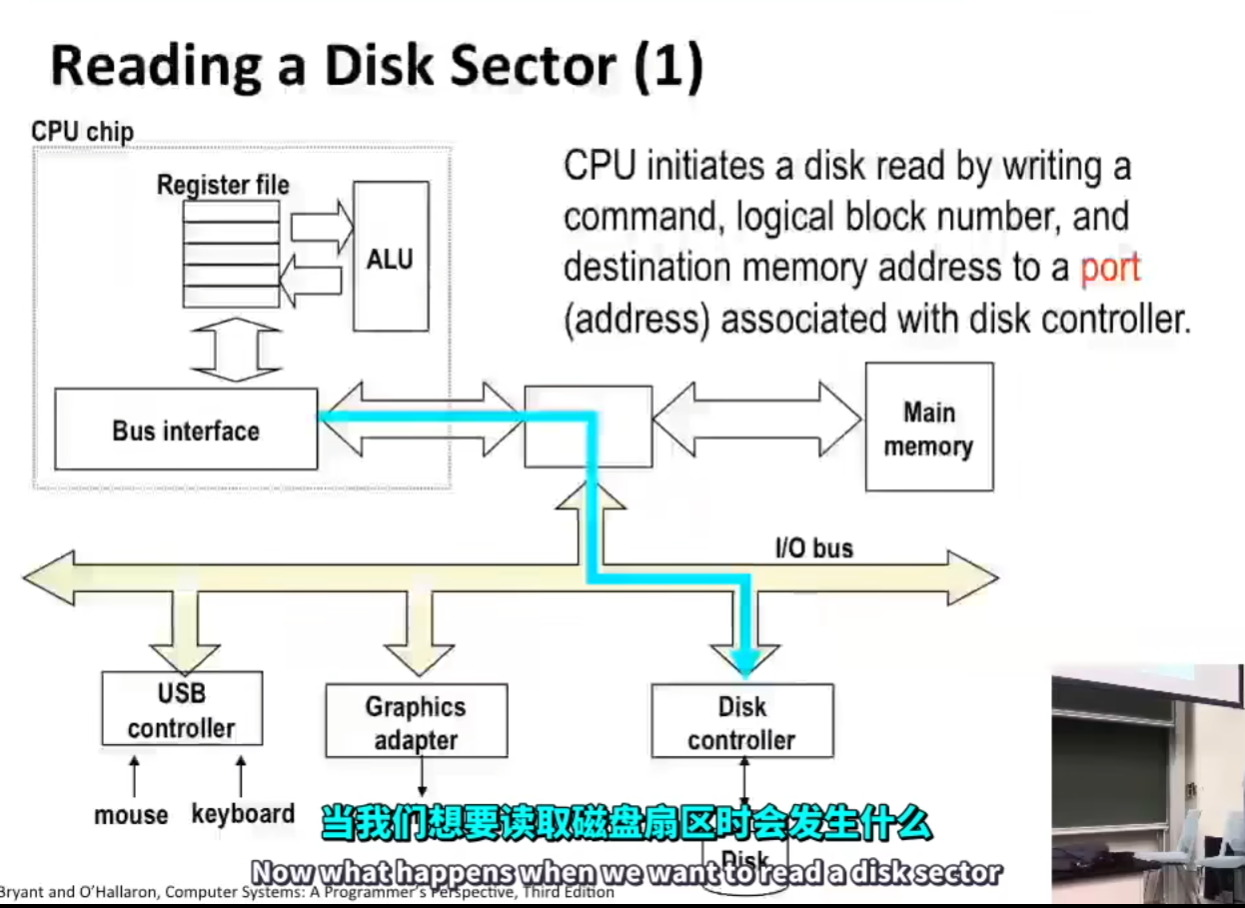 Reading a Disk Sector (1)
CPU chip
Register file
ALU
CPU initiates a disk read by writing a
command, logical block number, and
destination memory address to a port
(address) associated with disk controller.
Bus interface
Main
memory
I/O bus
USB
controller
Graphics
adapter
Disk
controller
mouse
keyboard
当我们想要读取磁盘扇区时会发生什么
Disk
Now what happens when we want to read a disk sector
Bryant and O'Hallaron, Computer Systems: A Programmer's Perspective, Third Edition